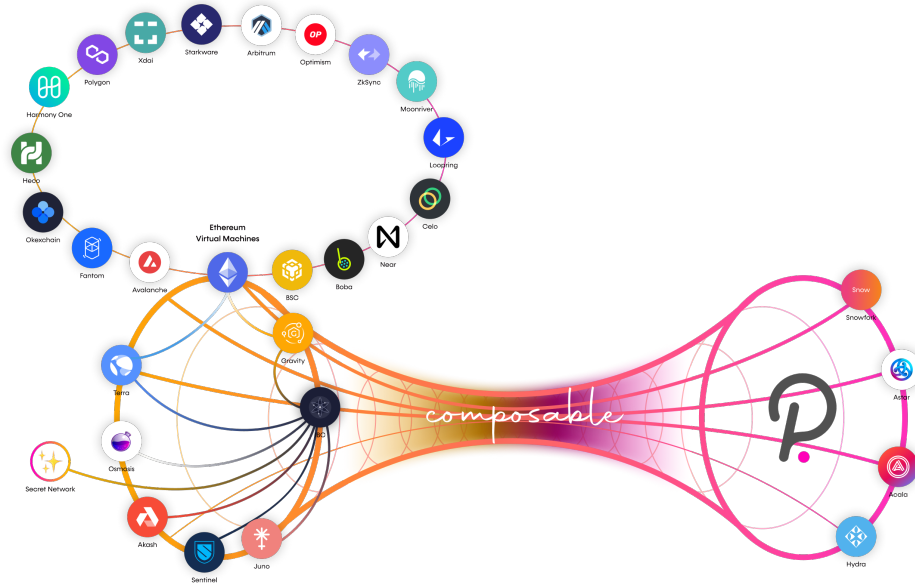 Starkware
Arbitrum
OP
Optimism
Xdai
Polygon
ZkSync
Moonriver
Harmony One
Loopring
Heco
Celo
Okexchain
Ethereum
Virtual Machines
Near
Fantom
Avalanche
BSC
Boba
Snow
Snowfork
Gravity
Terra
Astar
composable
Osmosis
Secret Network
Acala
Akash
Sentinel
Juno
Hydra